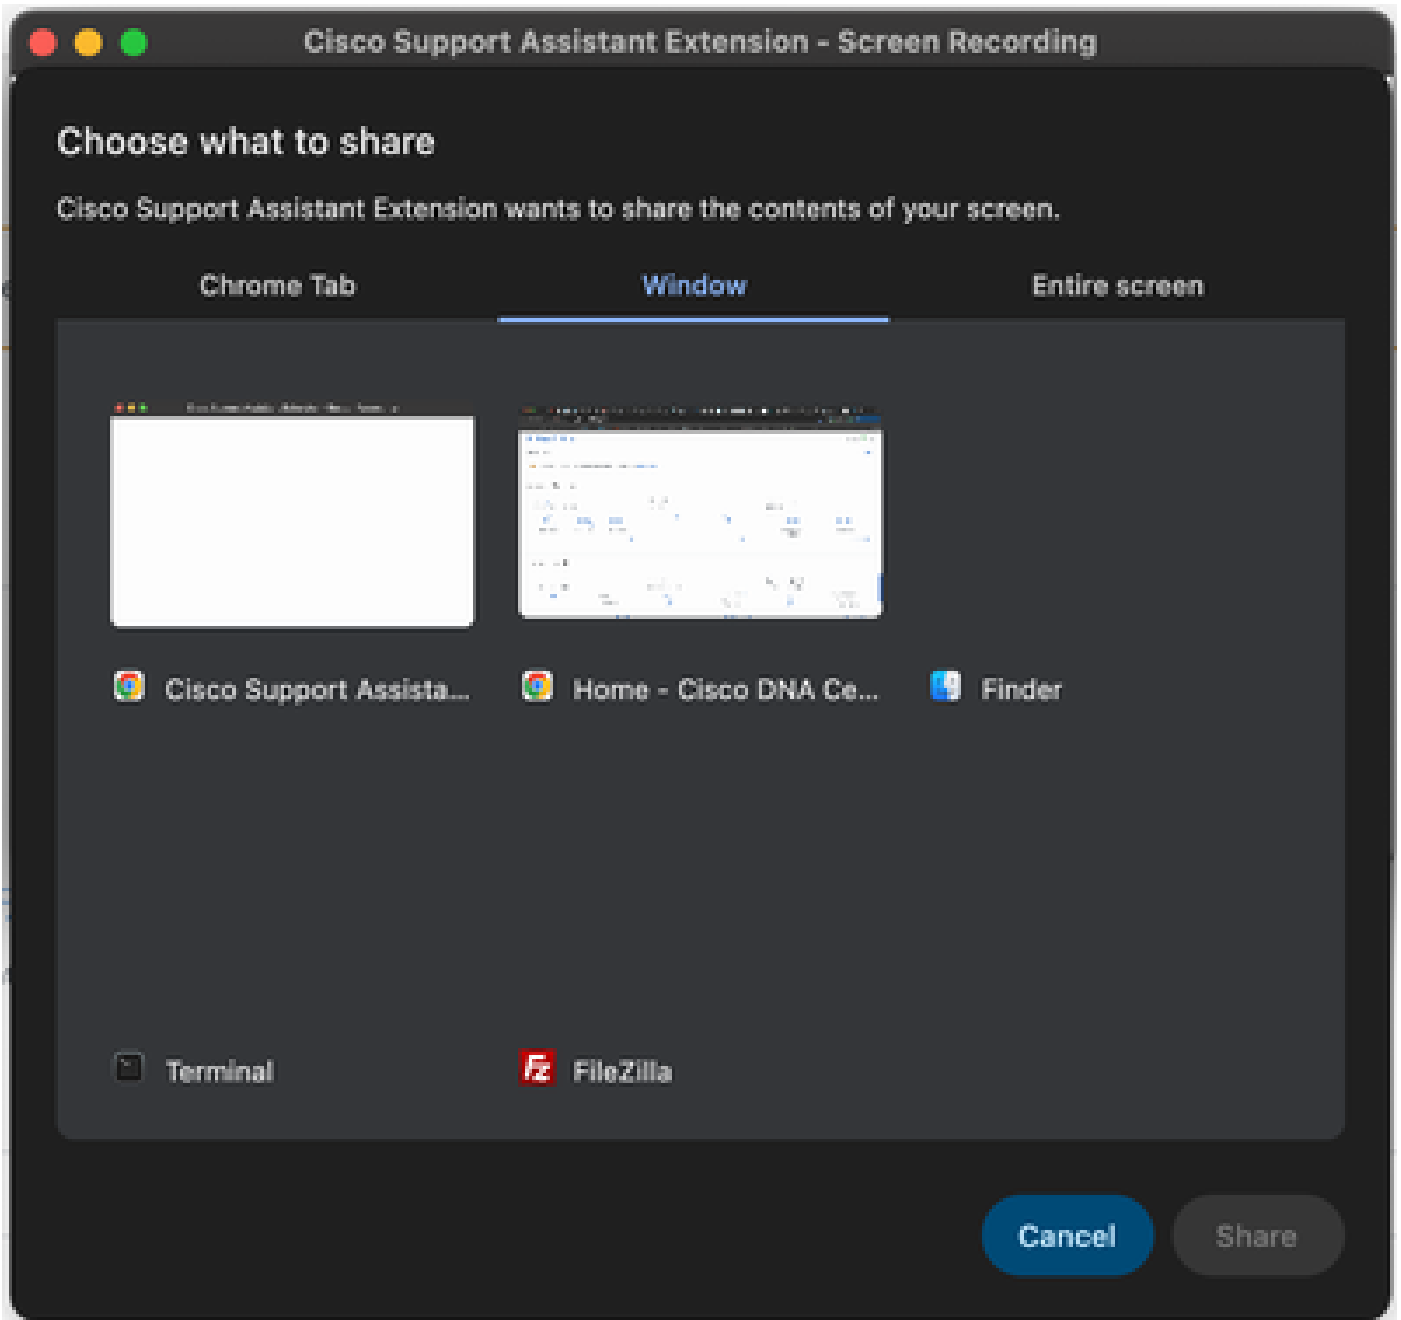 Cisco Support Assistant Extension - Screen Recording
Choose what to share
Cisco Support Assistant Extension wants to share the contents of your screen.
Chrome Tab
Window
Entire screen
Cisco Support Assista...
Home - Cisco DNA Ce...
Finder
Terminal
FileZilla
Cancel
Share